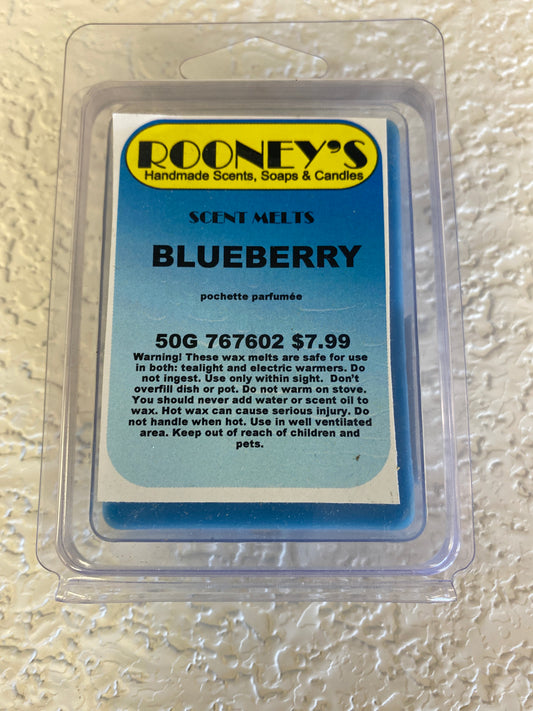 ROONEY'S
Handmade Scents, Soaps & Candles
SCENT MELTS
BLUEBERRY
pochette parfumée
50G 767602 $7.99
Warning! These wax melts are safe for use
in both: tealight and electric warmers. Do
not ingest. Use only within sight. Don't
overfill dish or pot. Do not warm on stove.
You should never add water or scent oil to
wax. Hot wax can cause serious injury. Do
not handle when hot. Use in well ventilated
area. Keep out of reach of children and
pets.